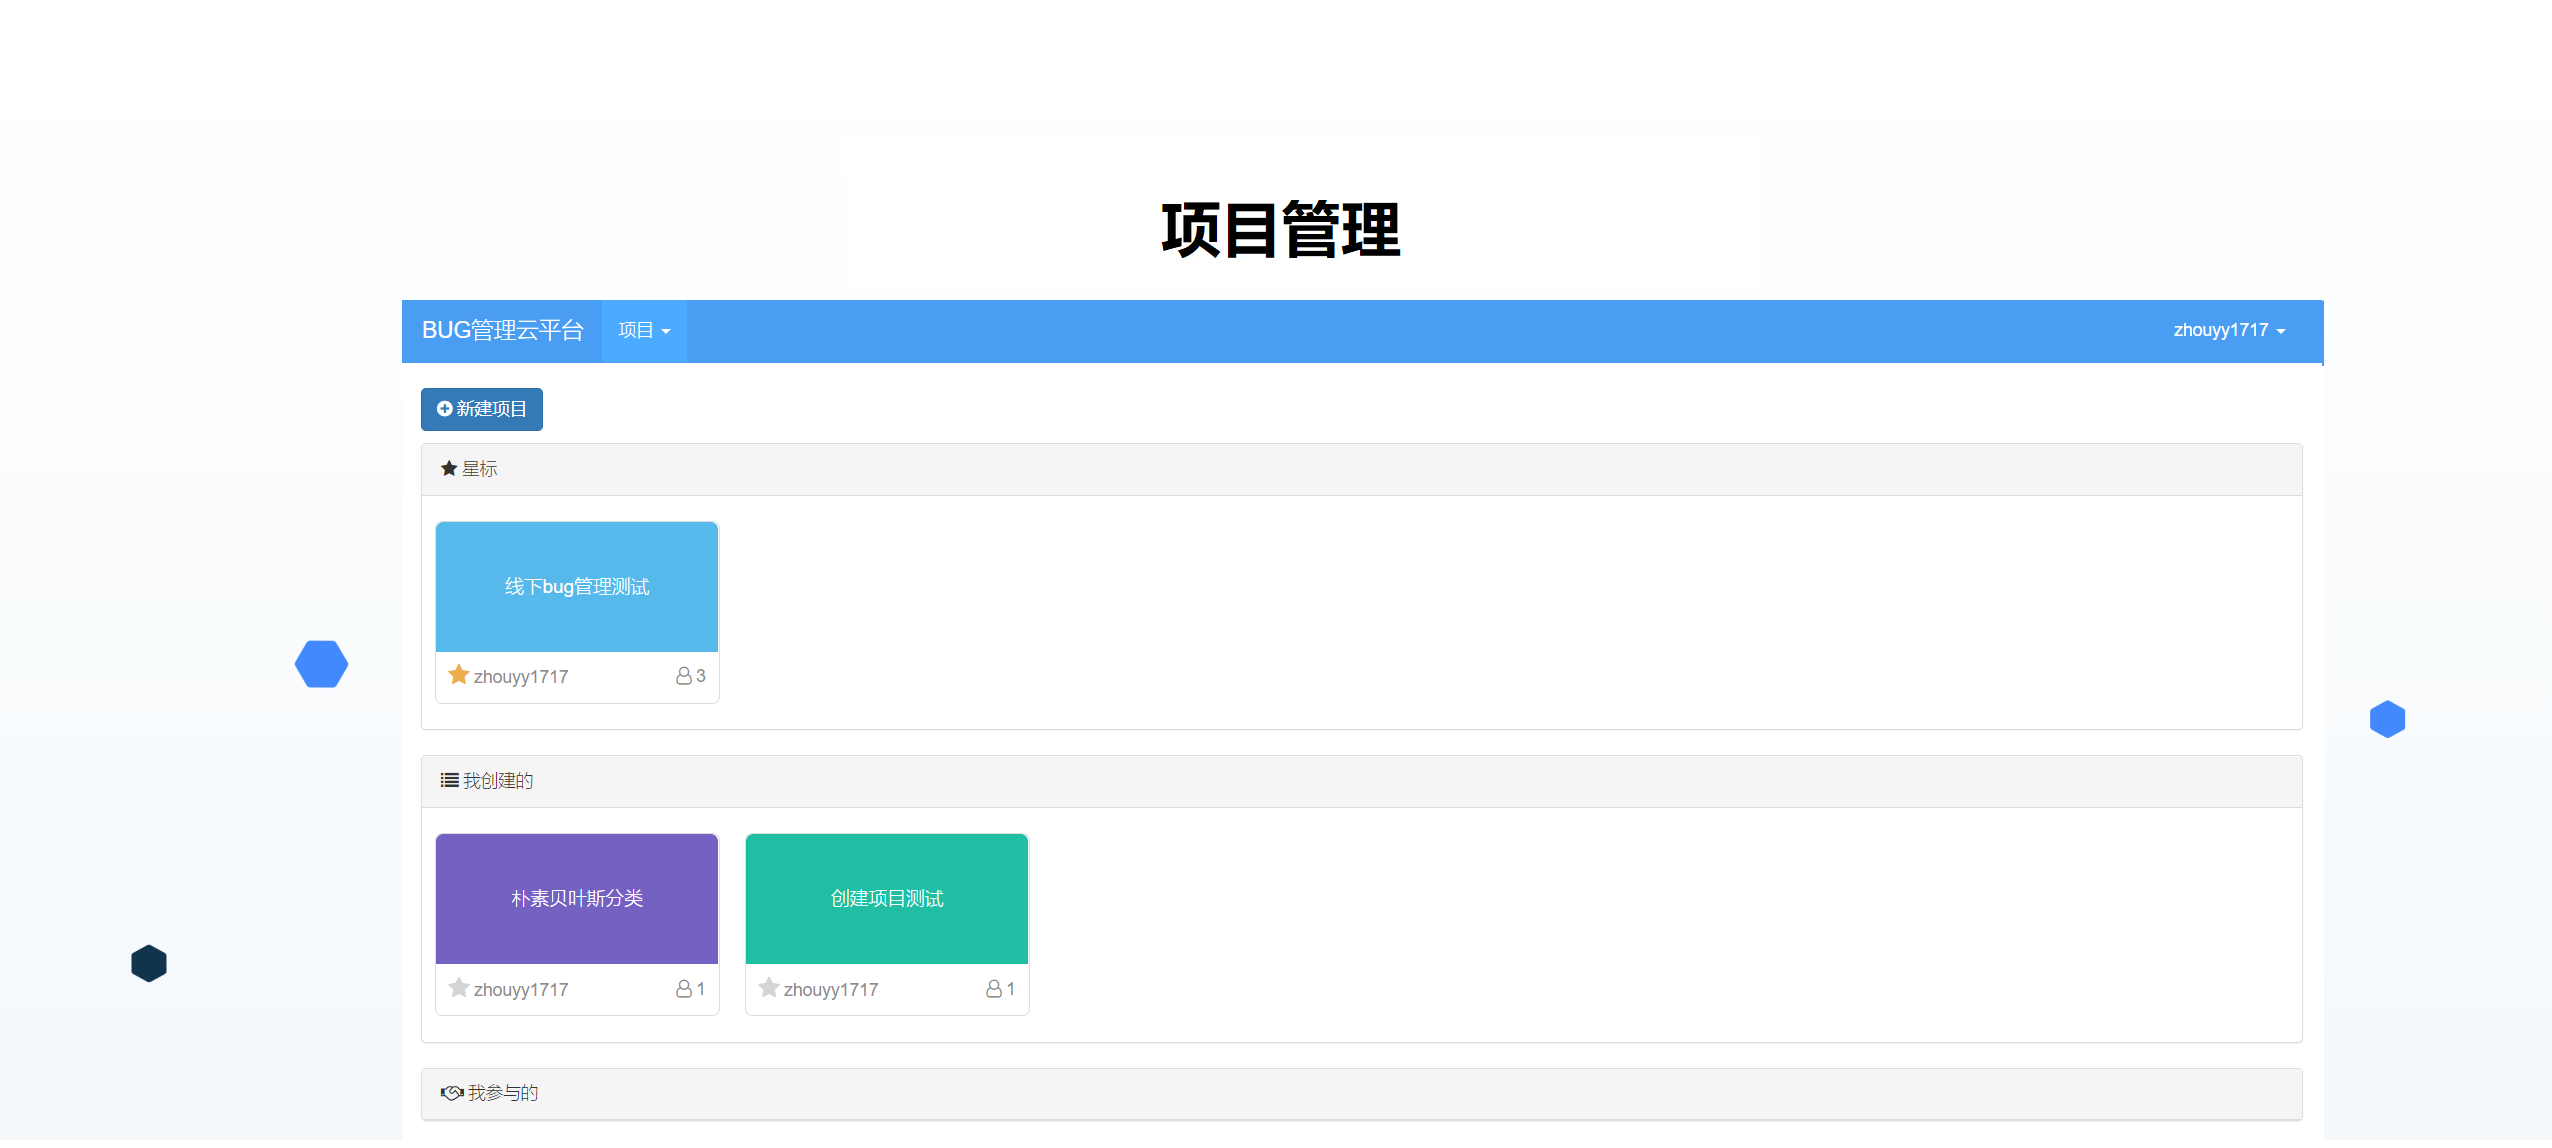 项目管理
BUG管理云平台 项目 zhouyy1717
新建项目
星标
线下bug管理测试
zhouyy1717 3
我创建的
朴素贝叶斯分类 创建项目测试
zhouyy1717 1 zhouyy1717 1
我参与的